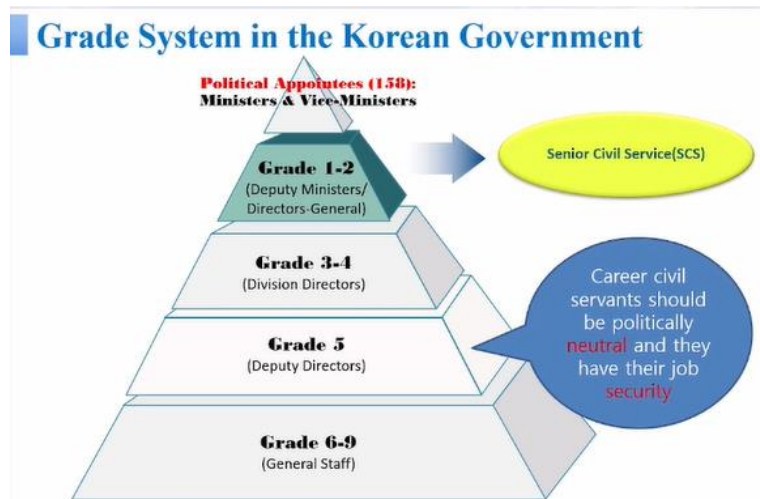 Grade System in the Korean Government
Political Appointees (158):
Ministers & Vice-Ministers
Grade 1-2
(Deputy Ministers/
Directors-General)
Senior Civil Service(SCS)
Grade 3-4
(Division Directors)
Career civil
servants should
be politically
neutral and they
have their job
security
Grade 5
(Deputy Directors)
Grade 6-9
(General Staff)